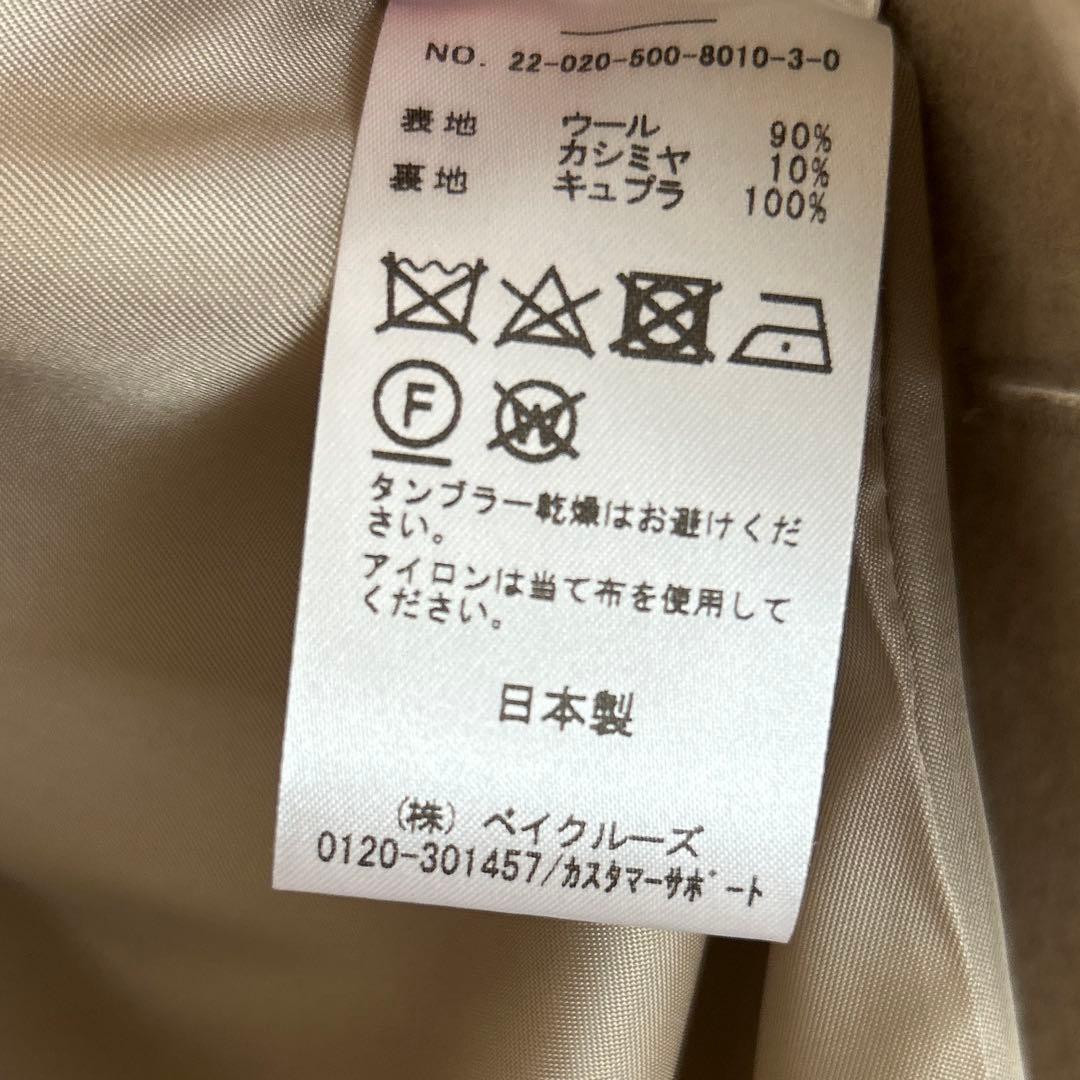 NO. 22-020-500-8010-3-0
表地 ウール 90%
カシミヤ 10%
裏地 キュプラ 100%
F W
タンブラー乾燥はお避けくだ
さい。
アイロンは当て布を使用して
ください。
日本製
(株) ベイクルーズ
0120-301457/カスタマーサポート